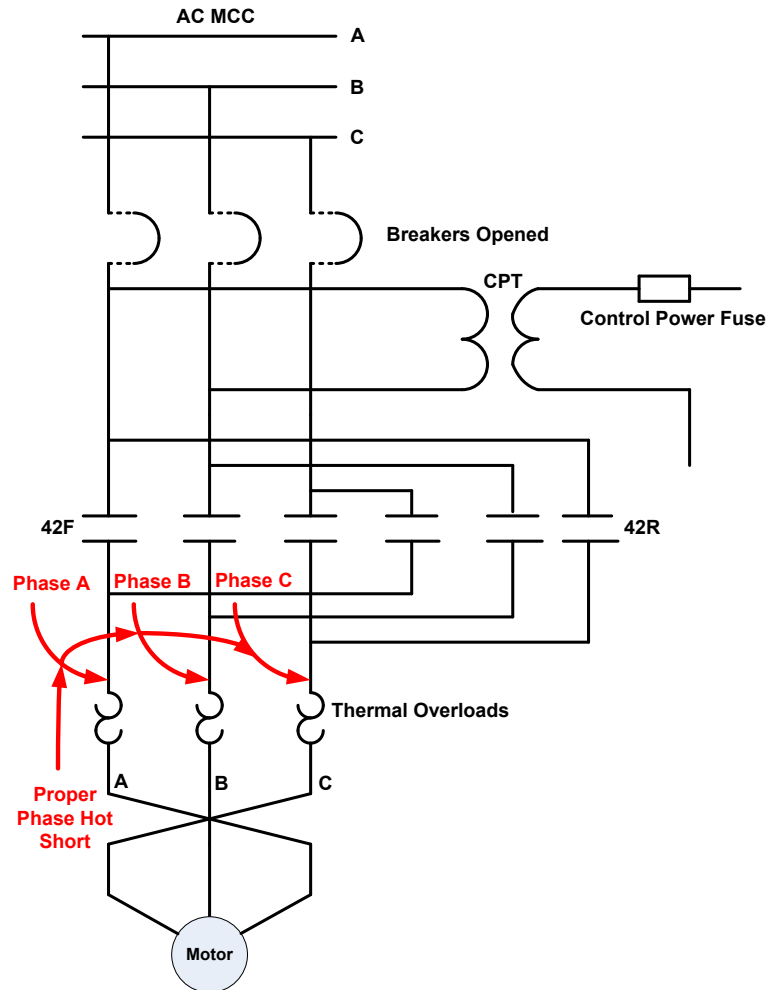 AC MCC
A
B
C
Breakers Opened
CPT
Control Power Fuse
42F
42R
Phase A
Phase B
Phase C
Thermal Overloads
A
B
C
Proper
Phase Hot
Short
Motor